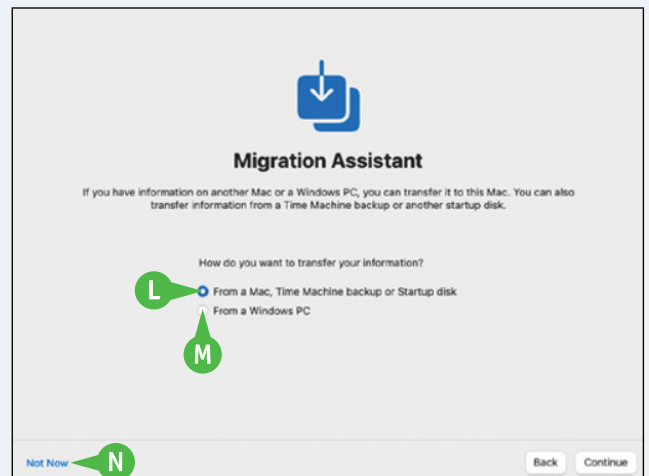 Migration Assistant
If you have information on another Mac or a Windows PC, you can transfer it to this Mac. You can also
transfer information from a Time Machine backup or another startup disk.
How do you want to transfer your information?
L From a Mac, Time Machine backup or Startup disk
From a Windows PC
M
Not Now N Back Continue